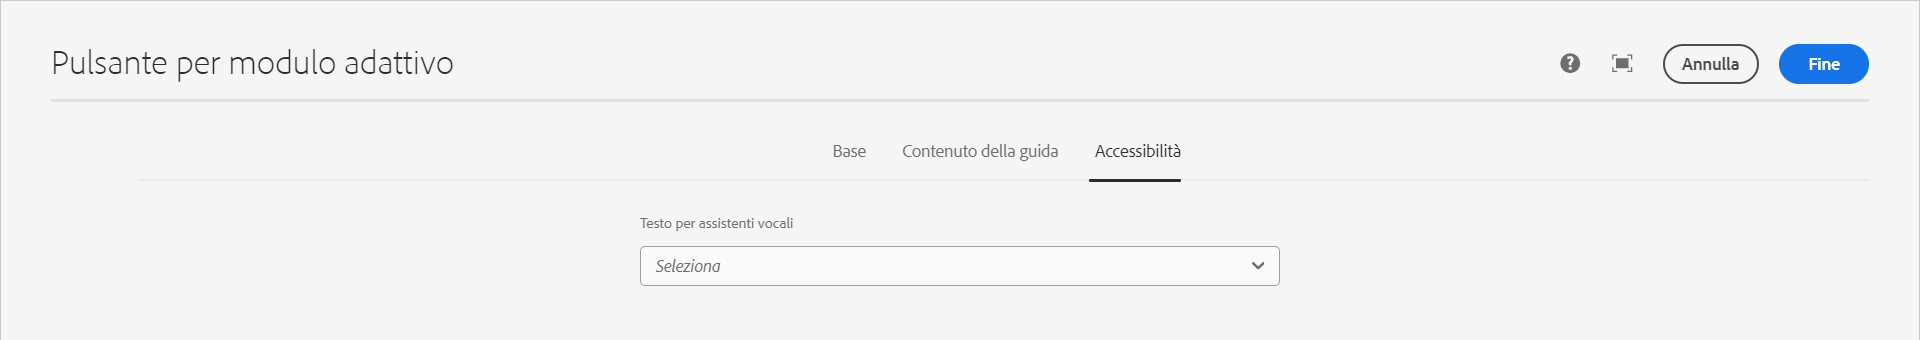 Pulsante per modulo adattivo
Annulla
Fine
Base
Contenuto della guida
Accessibilità
Testo per assistenti vocali
Seleziona